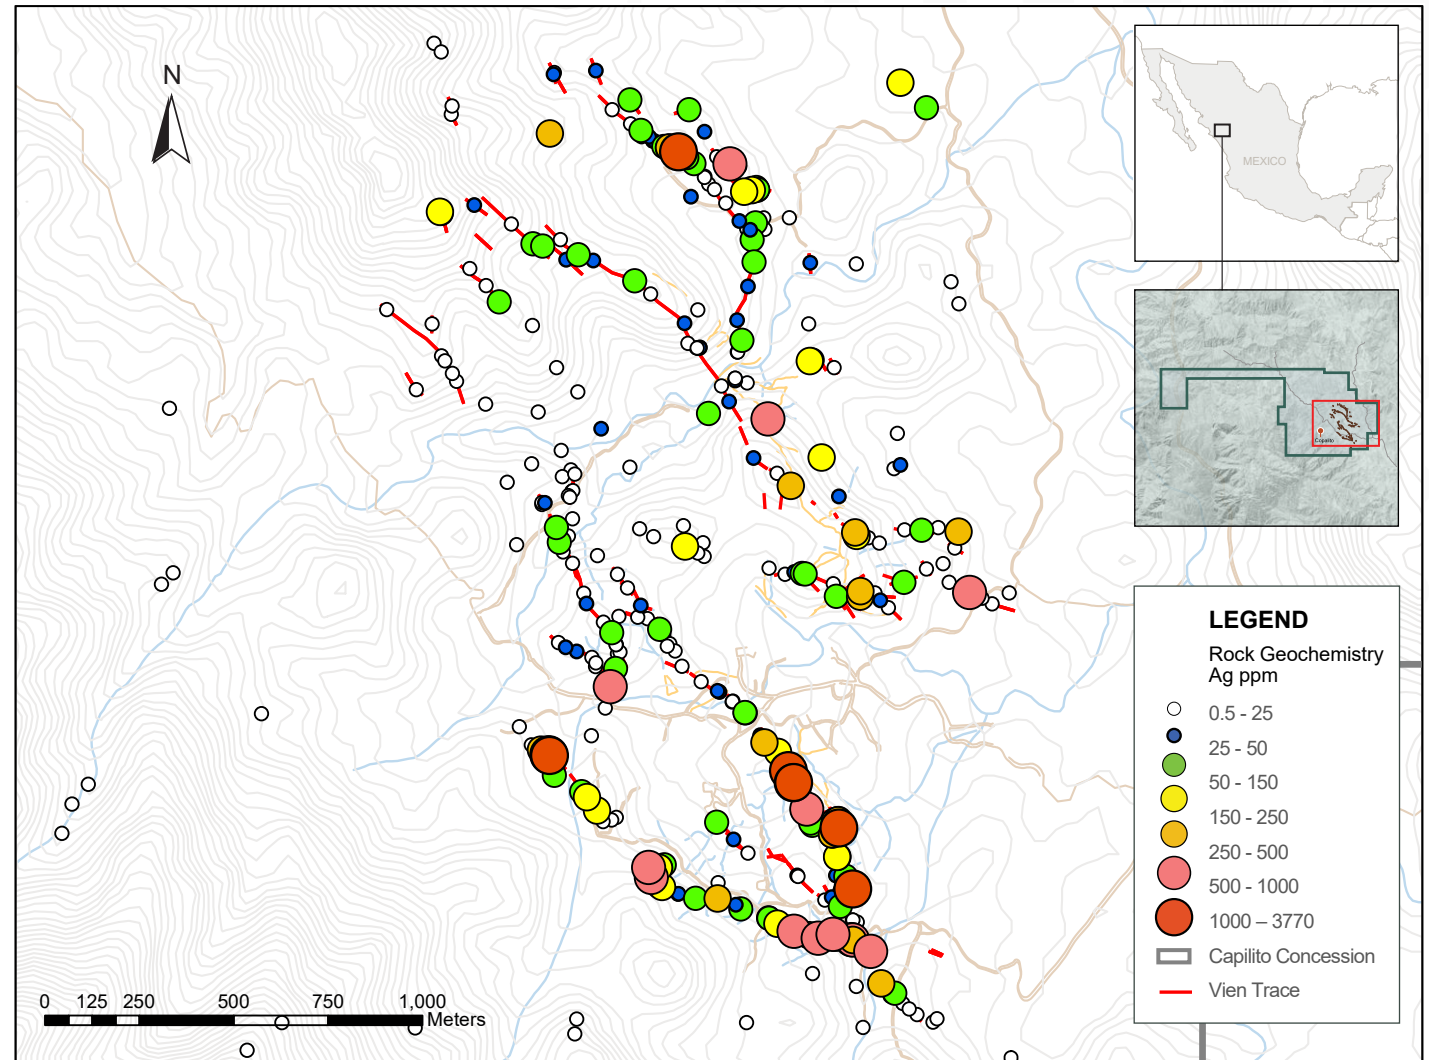 N
MEXICO
Copalito
LEGEND
Rock Geochemistry
Ag ppm
0.5 - 25
25 - 50
50 - 150
150 - 250
250 - 500
500 - 1000
1000 – 3770
Capilito Concession
Vien Trace
0 125 250 500 750 1,000
Meters